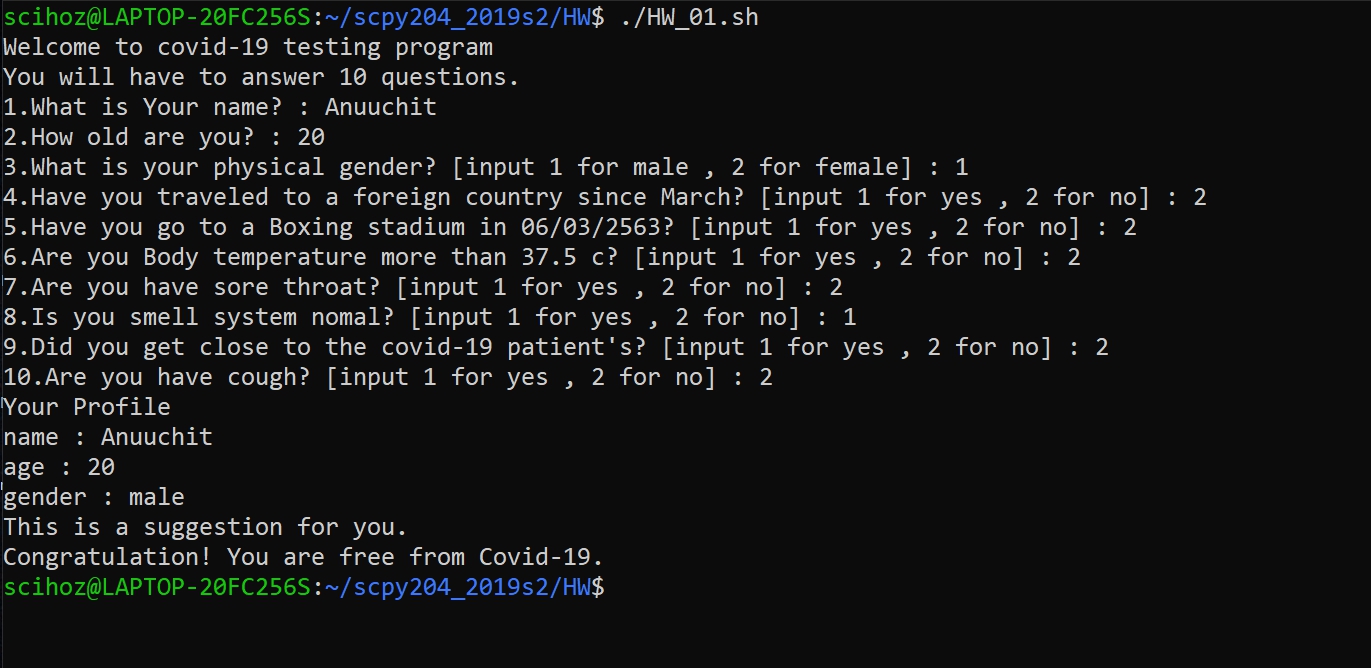 scihoz@LAPTOP-20FC256S:~/scpy204_2019s2/HW$ ./HW_01.sh
Welcome to covid-19 testing program
You will have to answer 10 questions.
1.What is Your name? : Anuuchit
2.How old are you? : 20
3.What is your physical gender? [input 1 for male , 2 for female] : 1
4.Have you traveled to a foreign country since March? [input 1 for yes , 2 for no] : 2
5.Have you go to a Boxing stadium in 06/03/2563? [input 1 for yes , 2 for no] : 2
6.Are you Body temperature more than 37.5 c? [input 1 for yes , 2 for no] : 2
7.Are you have sore throat? [input 1 for yes , 2 for no] : 2
8.Is you smell system nomal? [input 1 for yes , 2 for no] : 1
9.Did you get close to the covid-19 patient's? [input 1 for yes , 2 for no] : 2
10.Are you have cough? [input 1 for yes , 2 for no] : 2
Your Profile
name : Anuuchit
age : 20
gender : male
This is a suggestion for you.
Congratulation! You are free from Covid-19.
scihoz@LAPTOP-20FC256S:~/scpy204_2019s2/HW$